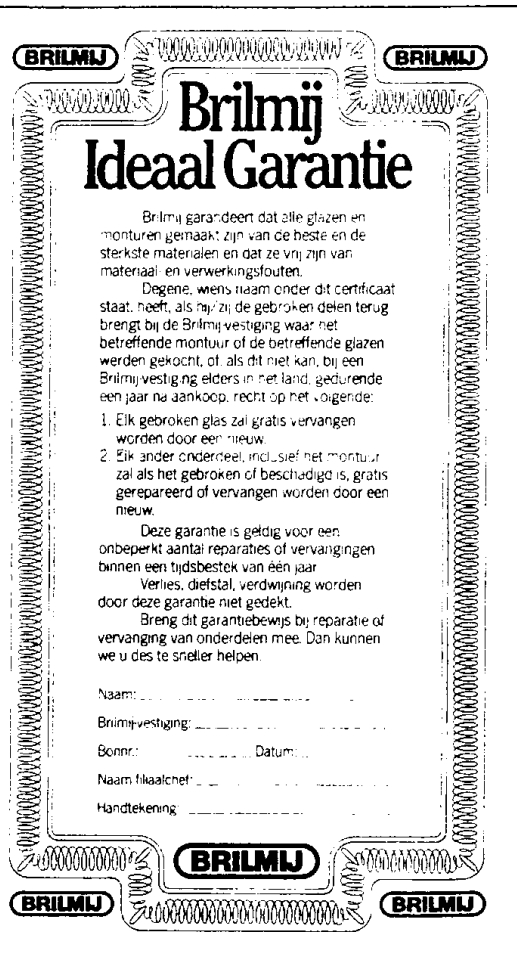 BRILMIJ BRILMIJ
Brilmij
Ideaal Garantie
Brilmij garandeert dat alle glazen en
monturen gemaakt zijn van de beste en de
sterkste materialen en dat ze vrij zijn van
materiaal- en verwerkingsfouten.
Degene, wiens naam onder dit certificaat
staat, heeft, als hij/zij de gebroken delen terug
brengt bij de Brilmij-vestiging waar het
betreffende montuur of de betreffende glazen
werden gekocht, of, als dit niet kan, bij een
Brilmij-vestiging elders in het land, gedurende
een jaar na aankoop, recht op het volgende:
1. Elk gebroken glas zal gratis vervangen
worden door een nieuw.
2. Elk ander onderdeel, inclusief het montuur
zal als het gebroken of beschadigd is, gratis
gerepareerd of vervangen worden door een
nieuw.
Deze garantie is geldig voor een
onbeperkt aantal reparaties of vervangingen
binnen een tijdsbestek van één jaar
Verlies, diefstal, verdwijning worden
door deze garantie niet gedekt.
Breng dit garantiebewijs bij reparatie of
vervanging van onderdelen mee. Dan kunnen
we u des te sneller helpen.
Naam:
Brilmij-vestiging:
Bonnr.: Datum:
Naam filiaalchef:
Handtekening:
BRILMIJ
BRILMIJ BRILMIJ